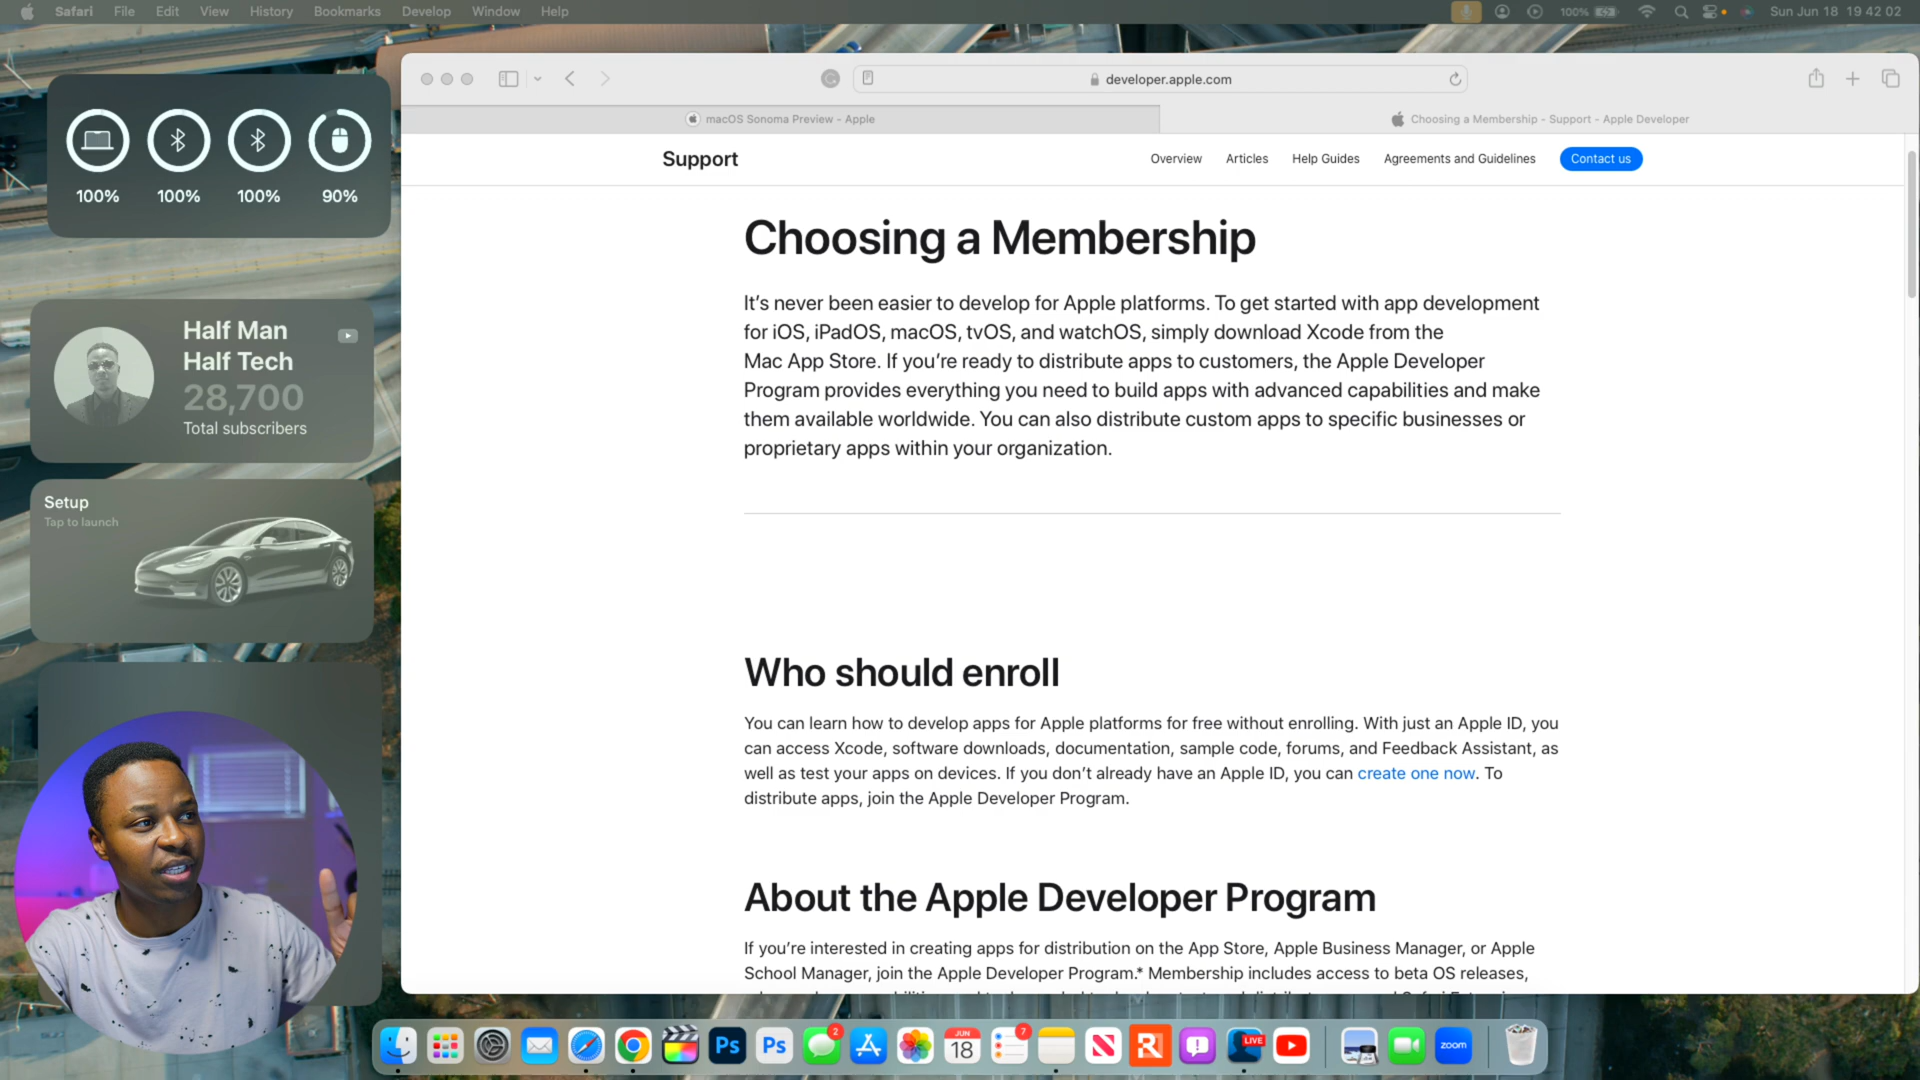 Safari File Edit View History Bookmarks Develop Window Help
100%
Sun Jun 18 19 42 02
developer.apple.com
macOS Sonoma Preview - Apple
Choosing a Membership - Support - Apple Developer
100% 100% 100% 90%
Half Man
Half Tech
28,700
Total subscribers
Setup
Tap to launch
Support
Overview Articles Help Guides Agreements and Guidelines Contact us
Choosing a Membership
It’s never been easier to develop for Apple platforms. To get started with app development
for iOS, iPadOS, macOS, tvOS, and watchOS, simply download Xcode from the
Mac App Store. If you’re ready to distribute apps to customers, the Apple Developer
Program provides everything you need to build apps with advanced capabilities and make
them available worldwide. You can also distribute custom apps to specific businesses or
proprietary apps within your organization.
Who should enroll
You can learn how to develop apps for Apple platforms for free without enrolling. With just an Apple ID, you
can access Xcode, software downloads, documentation, sample code, forums, and Feedback Assistant, as
well as test your apps on devices. If you don’t already have an Apple ID, you can create one now. To
distribute apps, join the Apple Developer Program.
About the Apple Developer Program
If you’re interested in creating apps for distribution on the App Store, Apple Business Manager, or Apple
School Manager, join the Apple Developer Program.* Membership includes access to beta OS releases,
Ps
Ps
2
JUN
18
7
LIVE
zoom